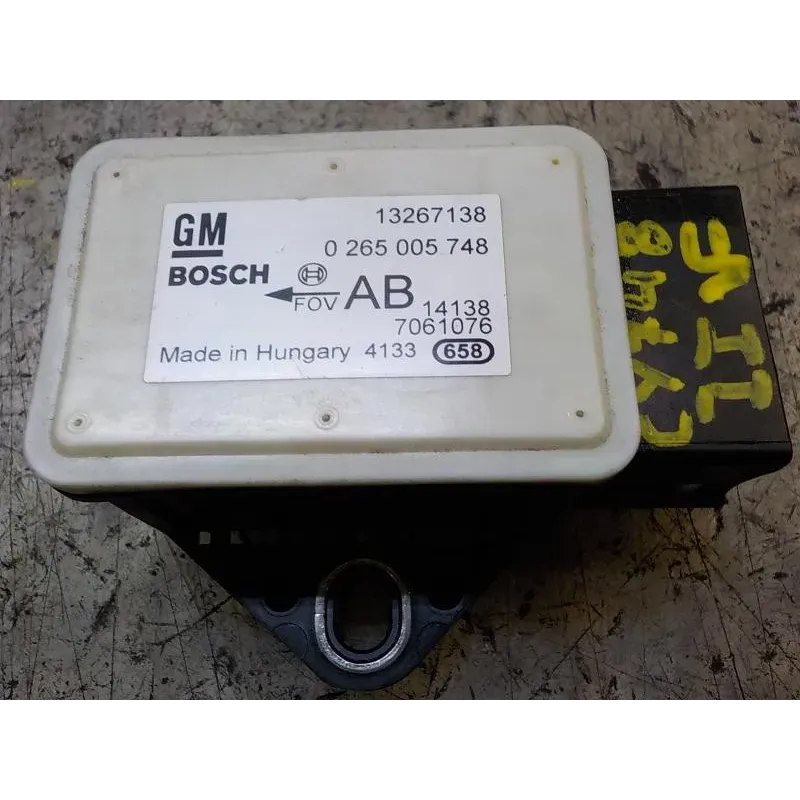 GM 13267138
BOSCH 0 265 005 748
FOV AB 14138
7061076
Made in Hungary 4133 658